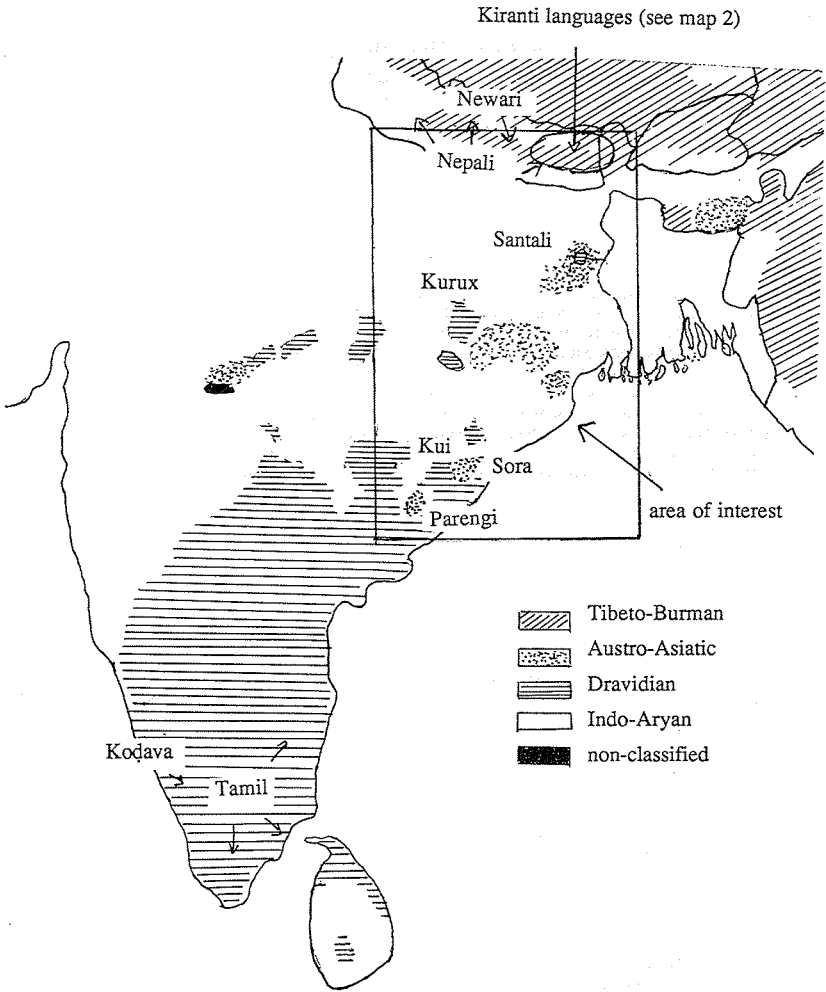 Kiranti languages (see map 2)
Newari
Nepali
Santali
Kurux
Kui
Sora
Parengi
area of interest
Tibeto-Burman
Austro-Asiatic
Dravidian
Indo-Aryan
non-classified
Koḍava
Tamil